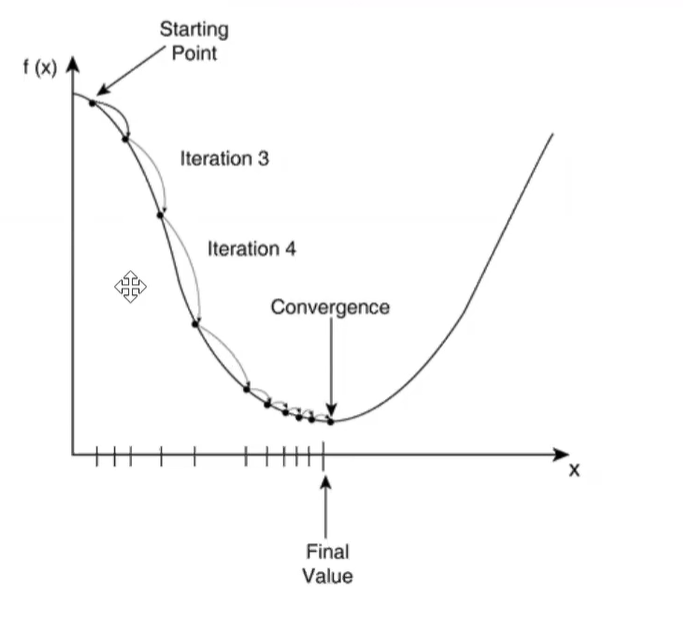 Starting
Point
f (x)
Iteration 3
Iteration 4
Convergence
x
Final
Value